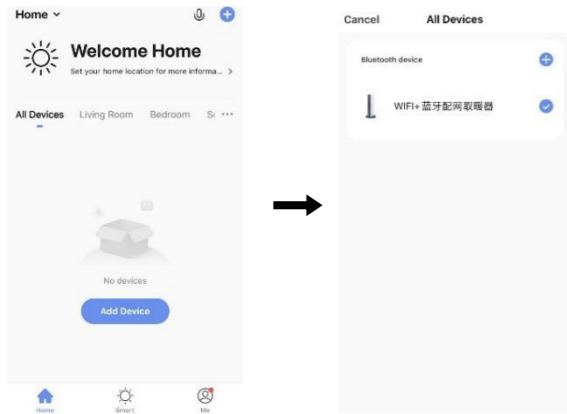 Home
Welcome Home
Set your home location for more informa...
All Devices Living Room Bedroom
No devices
Add Device
Home Smart Me
Cancel All Devices
Bluetooth device
WIFI+蓝牙配网取暖器